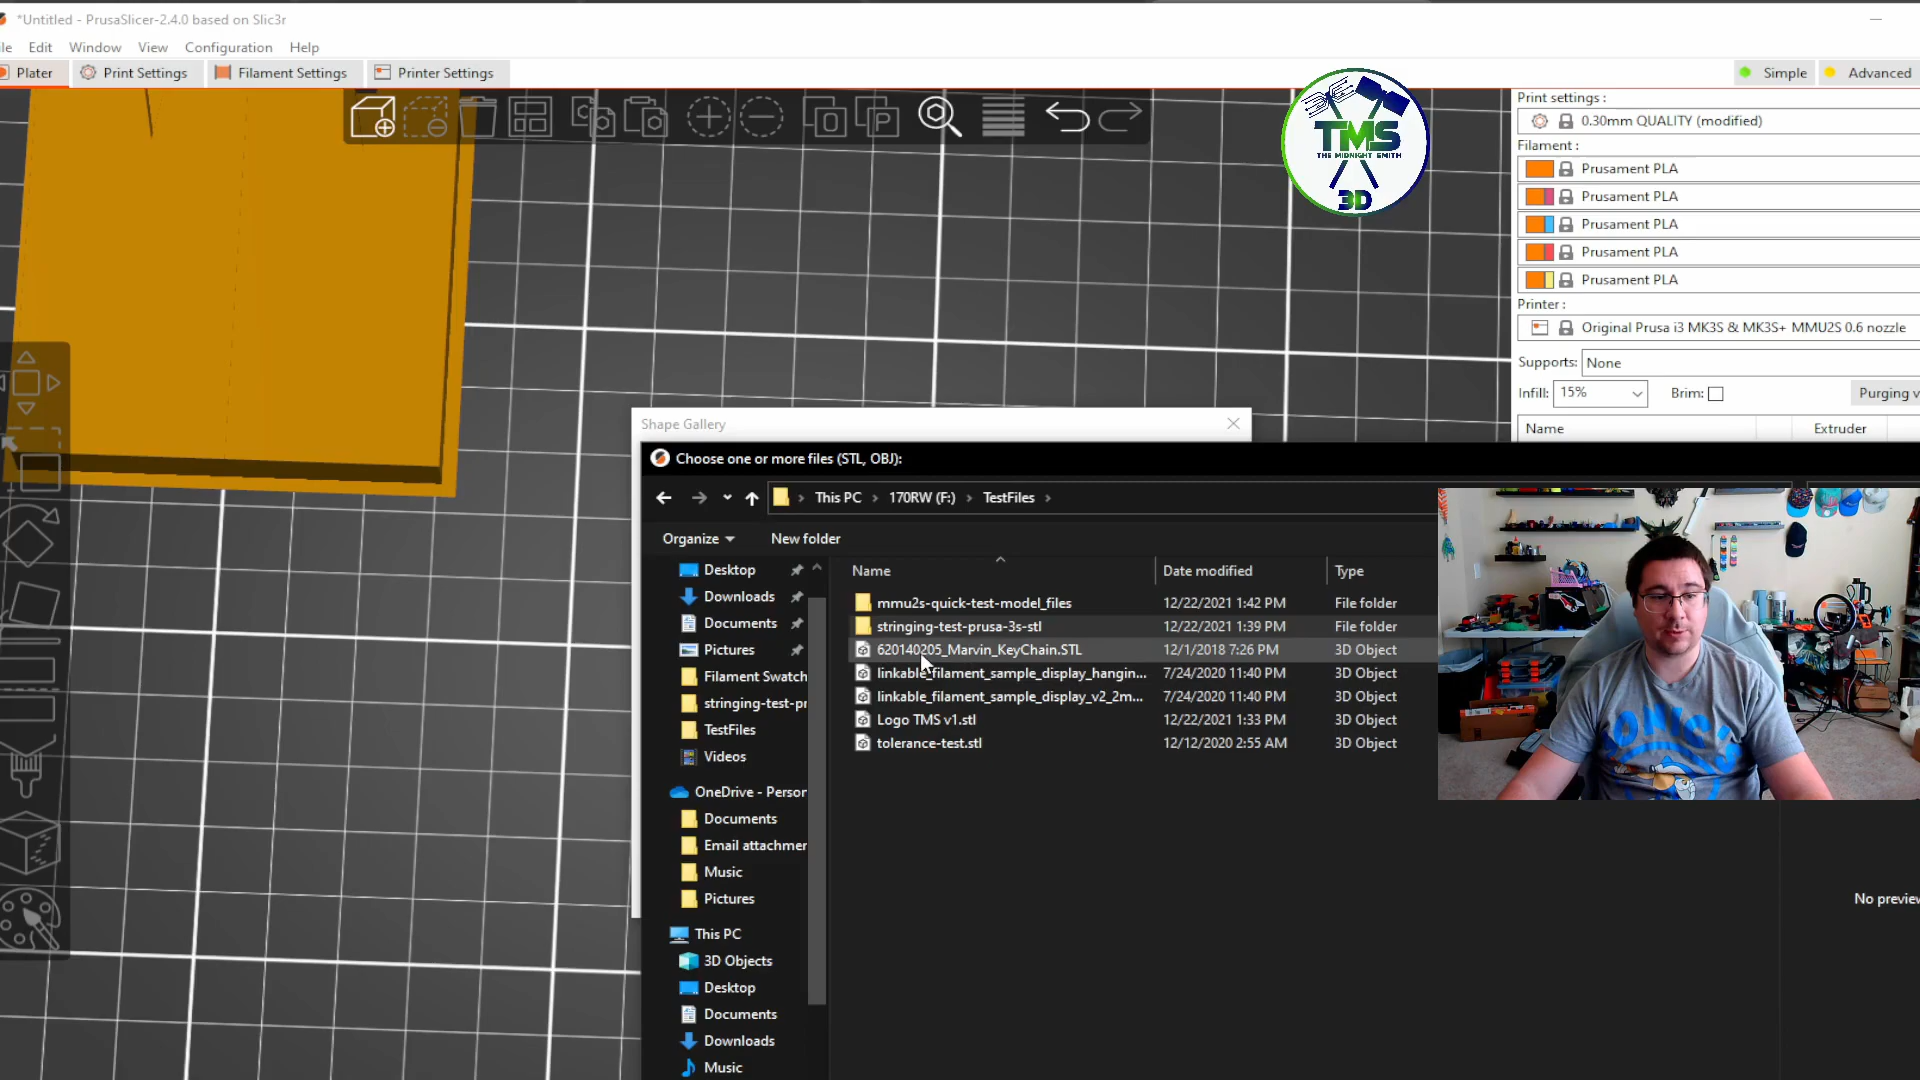 *Untitled - PrusaSlicer-2.4.0 based on Slic3r
le Edit Window View Configuration Help
Plater Print Settings Filament Settings Printer Settings
Simple Advanced
TMS
THE MIDNIGHT SMITH
3D
Print settings :
0.30mm QUALITY (modified)
Filament :
Prusament PLA
Prusament PLA
Prusament PLA
Prusament PLA
Prusament PLA
Printer :
Original Prusa i3 MK3S & MK3S+ MMU2S 0.6 nozzle
Supports: None
Infill: 15% Brim: Purging v
Name Extruder
Shape Gallery
Choose one or more files (STL, OBJ):
This PC 170RW (F:) TestFiles
Organize New folder
Desktop
Downloads
Documents
Pictures
Filament Swatch
stringing-test-pr
TestFiles
Videos
OneDrive - Person
Documents
Email attachmen
Music
Pictures
This PC
3D Objects
Desktop
Documents
Downloads
Music
Name Date modified Type
mmu2s-quick-test-model_files 12/22/2021 1:42 PM File folder
stringing-test-prusa-3s-stl 12/22/2021 1:39 PM File folder
620140205_Marvin_KeyChain.STL 12/1/2018 7:26 PM 3D Object
linkable_filament_sample_display_hangin... 7/24/2020 11:40 PM 3D Object
linkable_filament_sample_display_v2_2m... 7/24/2020 11:40 PM 3D Object
Logo TMS v1.stl 12/22/2021 1:33 PM 3D Object
tolerance-test.stl 12/12/2020 2:55 AM 3D Object
No preview